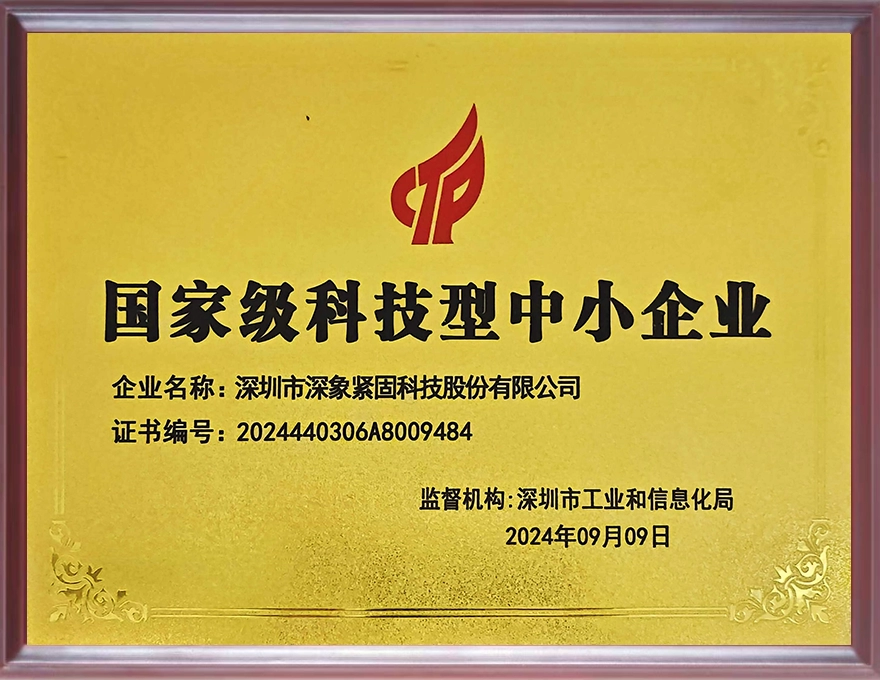 CTP
国家级科技型中小企业
企业名称：深圳市深象紧固科技股份有限公司
证书编号：2024440306A8009484
监督机构:深圳市工业和信息化局
2024年09月09日